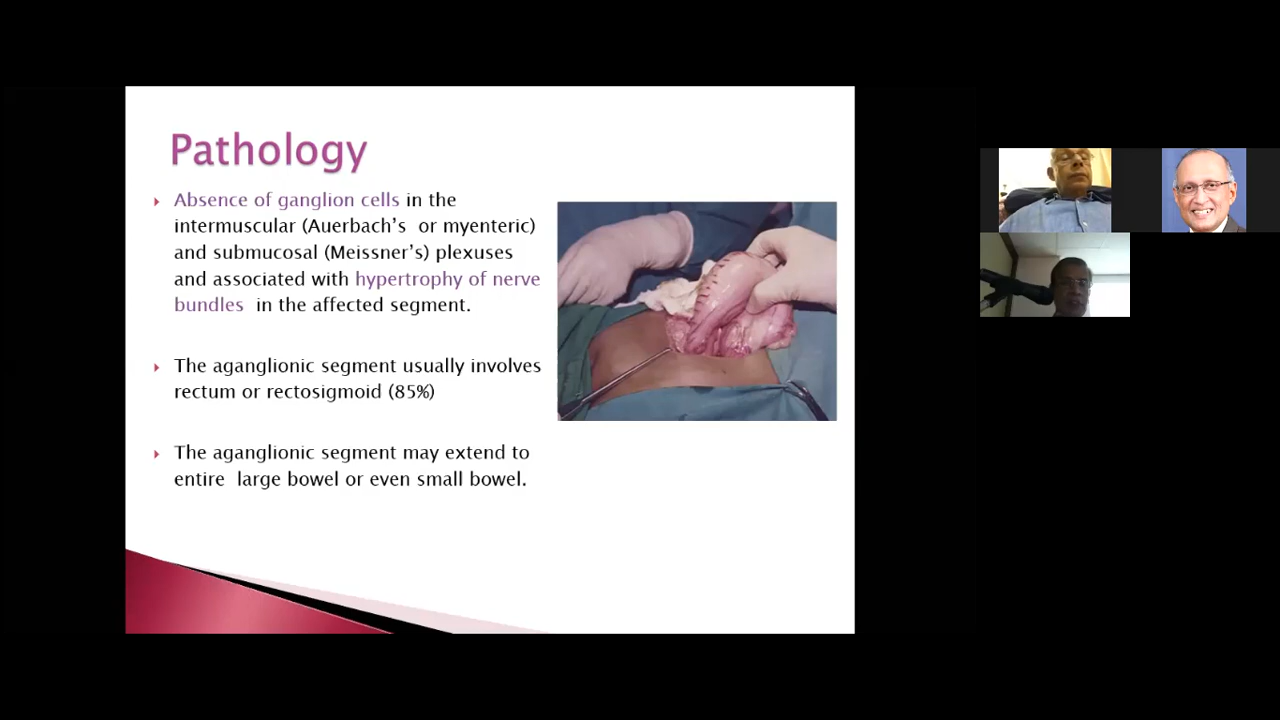 Pathology
Absence of ganglion cells in the
intermuscular (Auerbach's or myenteric)
and submucosal (Meissner's) plexuses
and associated with hypertrophy of nerve
bundles in the affected segment.
The aganglionic segment usually involves
rectum or rectosigmoid (85%)
The aganglionic segment may extend to
entire large bowel or even small bowel.